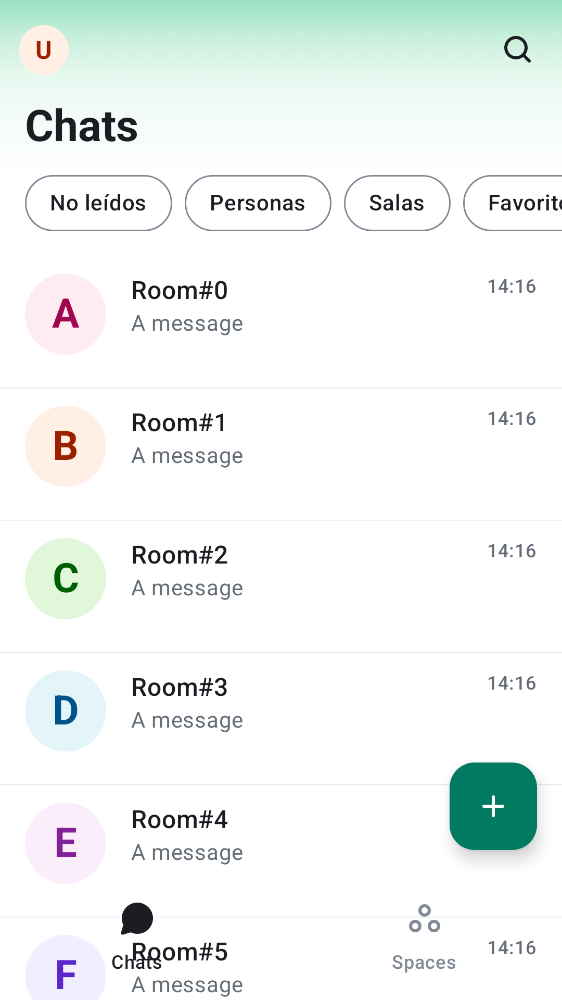 U
Chats
No leídos Personas Salas Favorito
A
Room#0 14:16
A message
B
Room#1 14:16
A message
C
Room#2 14:16
A message
D
Room#3 14:16
A message
+
E
Room#4
A message
F
Room#5 14:16
A message
Chats Spaces